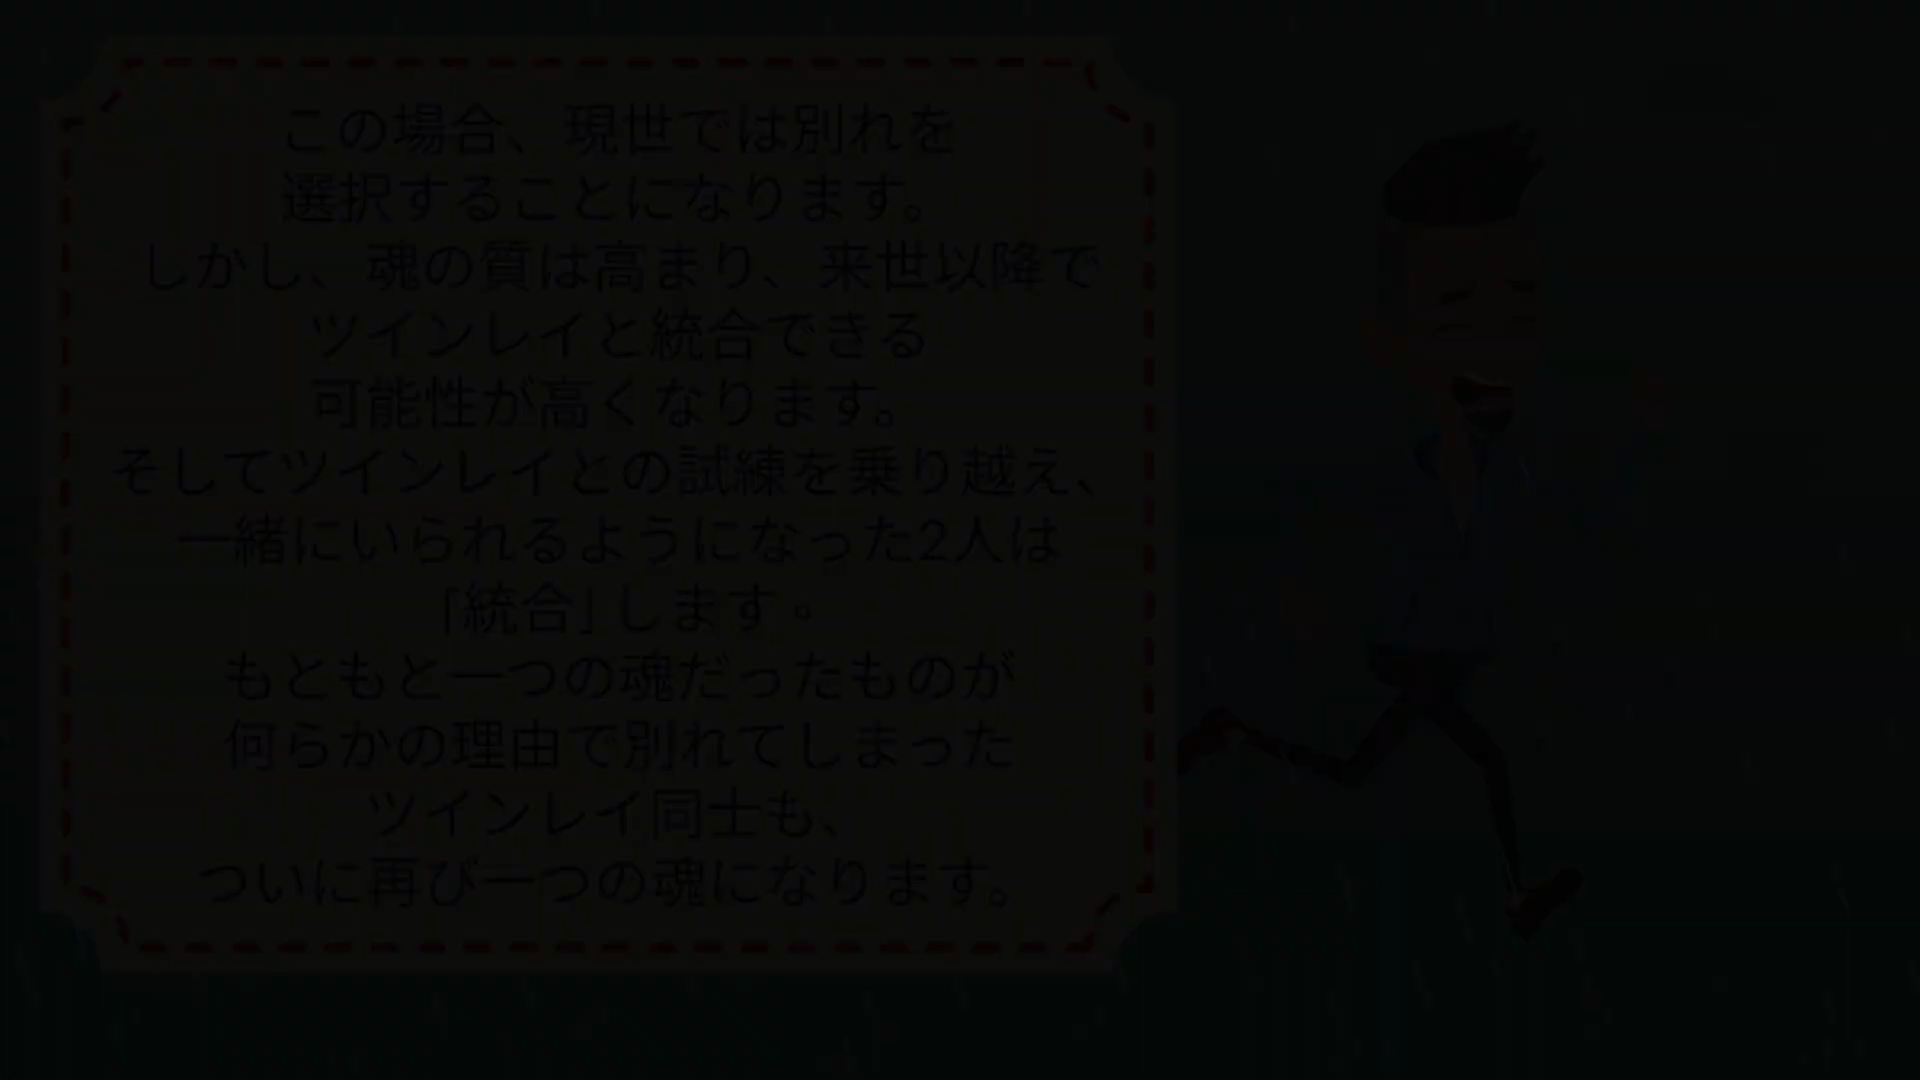 この場合、現世では別れを
選択することになります。
しかし、魂の質は高まり、来世以降で
ツインレイと統合できる
可能性が高くなります。
そしてツインレイとの試練を乗り越え、
一緒にいられるようになった2人は
「統合」します。
もともと一つの魂だったものが
何らかの理由で別れてしまった
ツインレイ同士も、
ついに再び一つの魂になります。